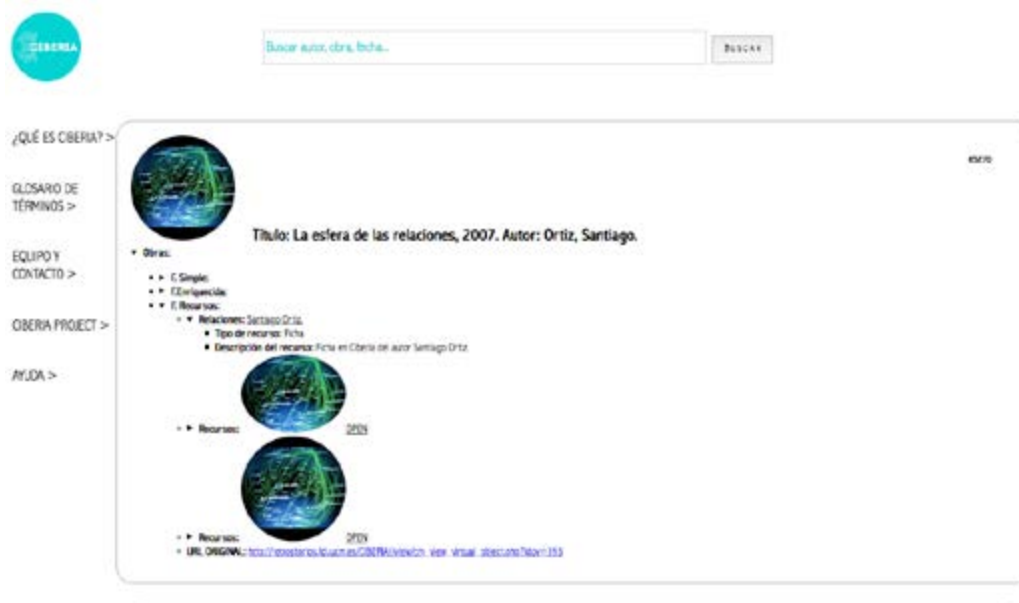 CIBERIA
Buscar autor, obra, fecha...
BUSCAR
¿QUÉ ES CIBERIA? >
GLOSARIO DE
TÉRMINOS >
EQUIPO Y
CONTACTO >
CIBERIA PROJECT >
AYUDA >
Título: La esfera de las relaciones, 2007. Autor: Ortiz, Santiago.
Obras:
F. Simple:
F. Enriquecida:
F. Recursos:
Relaciones: Santiago Ortiz.
Tipo de recurso: Ficha
Descripción del recurso: Ficha en Ciberia del autor Santiago Ortiz.
Recursos: OPEN
Recursos: OPEN
URL ORIGINAL: